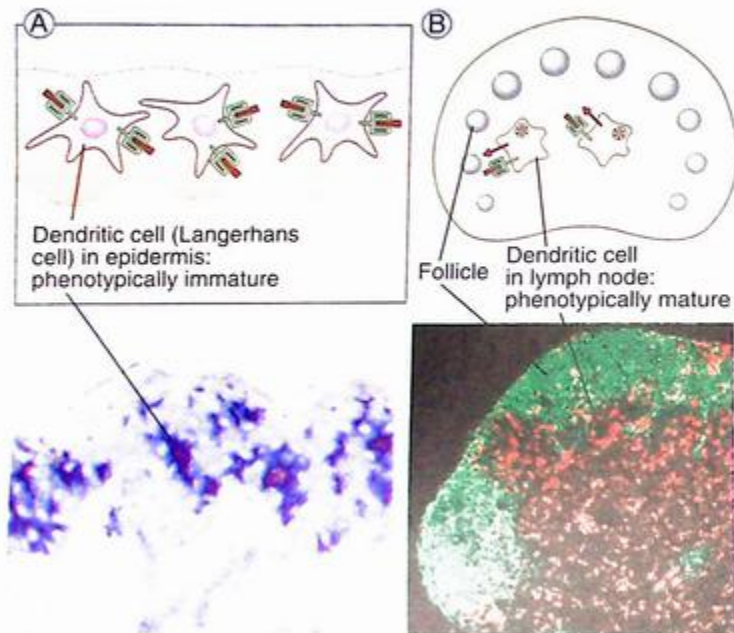 A
Dendritic cell (Langerhans
cell) in epidermis:
phenotypically immature
B
Follicle
Dendritic cell
in lymph node:
phenotypically mature